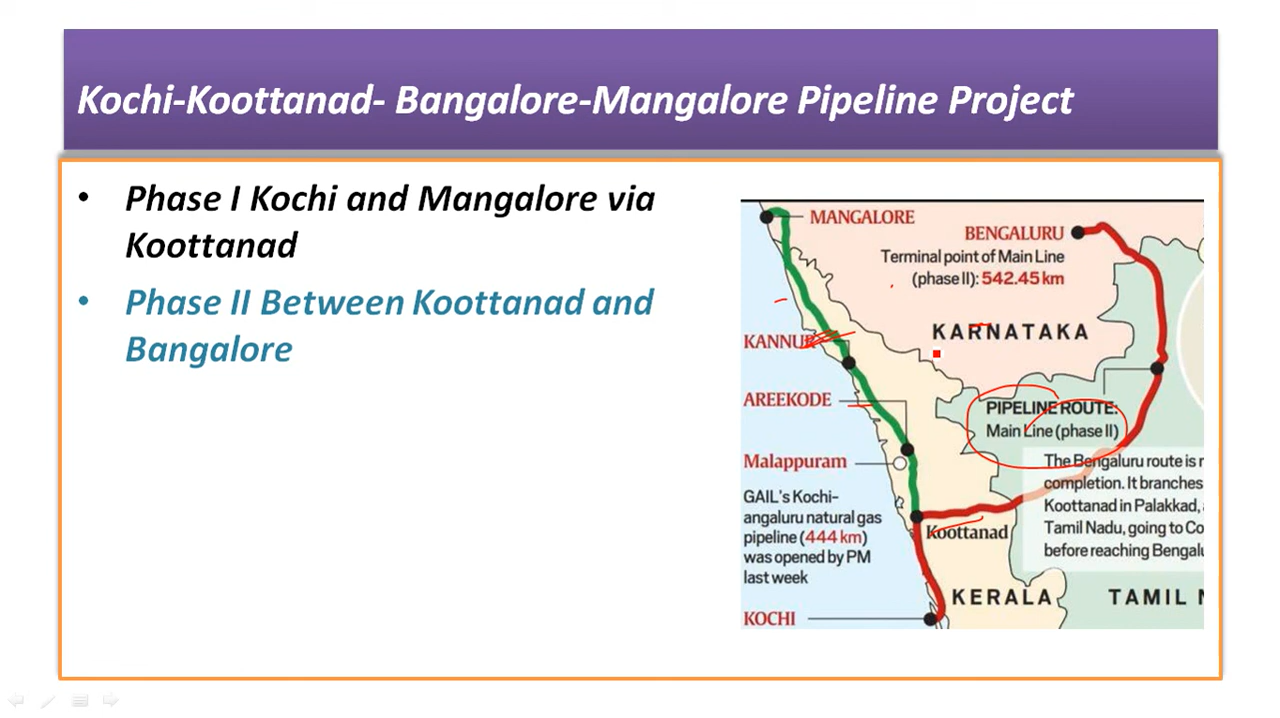 Kochi-Koottanad- Bangalore-Mangalore Pipeline Project
• Phase I Kochi and Mangalore via
Koottanad
• Phase II Between Koottanad and
Bangalore
MANGALORE
BENGALURU
Terminal point of Main Line
(phase II): 542.45 km
KARNATAKA
KANNUR
AREEKODE
PIPELINE ROUTE:
Main Line (phase II)
Malappuram
The Bengaluru route is
completion. It branches
Koottanad in Palakkad,
Tamil Nadu, going to Co
before reaching Bengalu
GAIL's Kochi-
angaluru natural gas
pipeline (444 km)
was opened by PM
last week
Koottanad
KERALA
TAMIL N
KOCHI